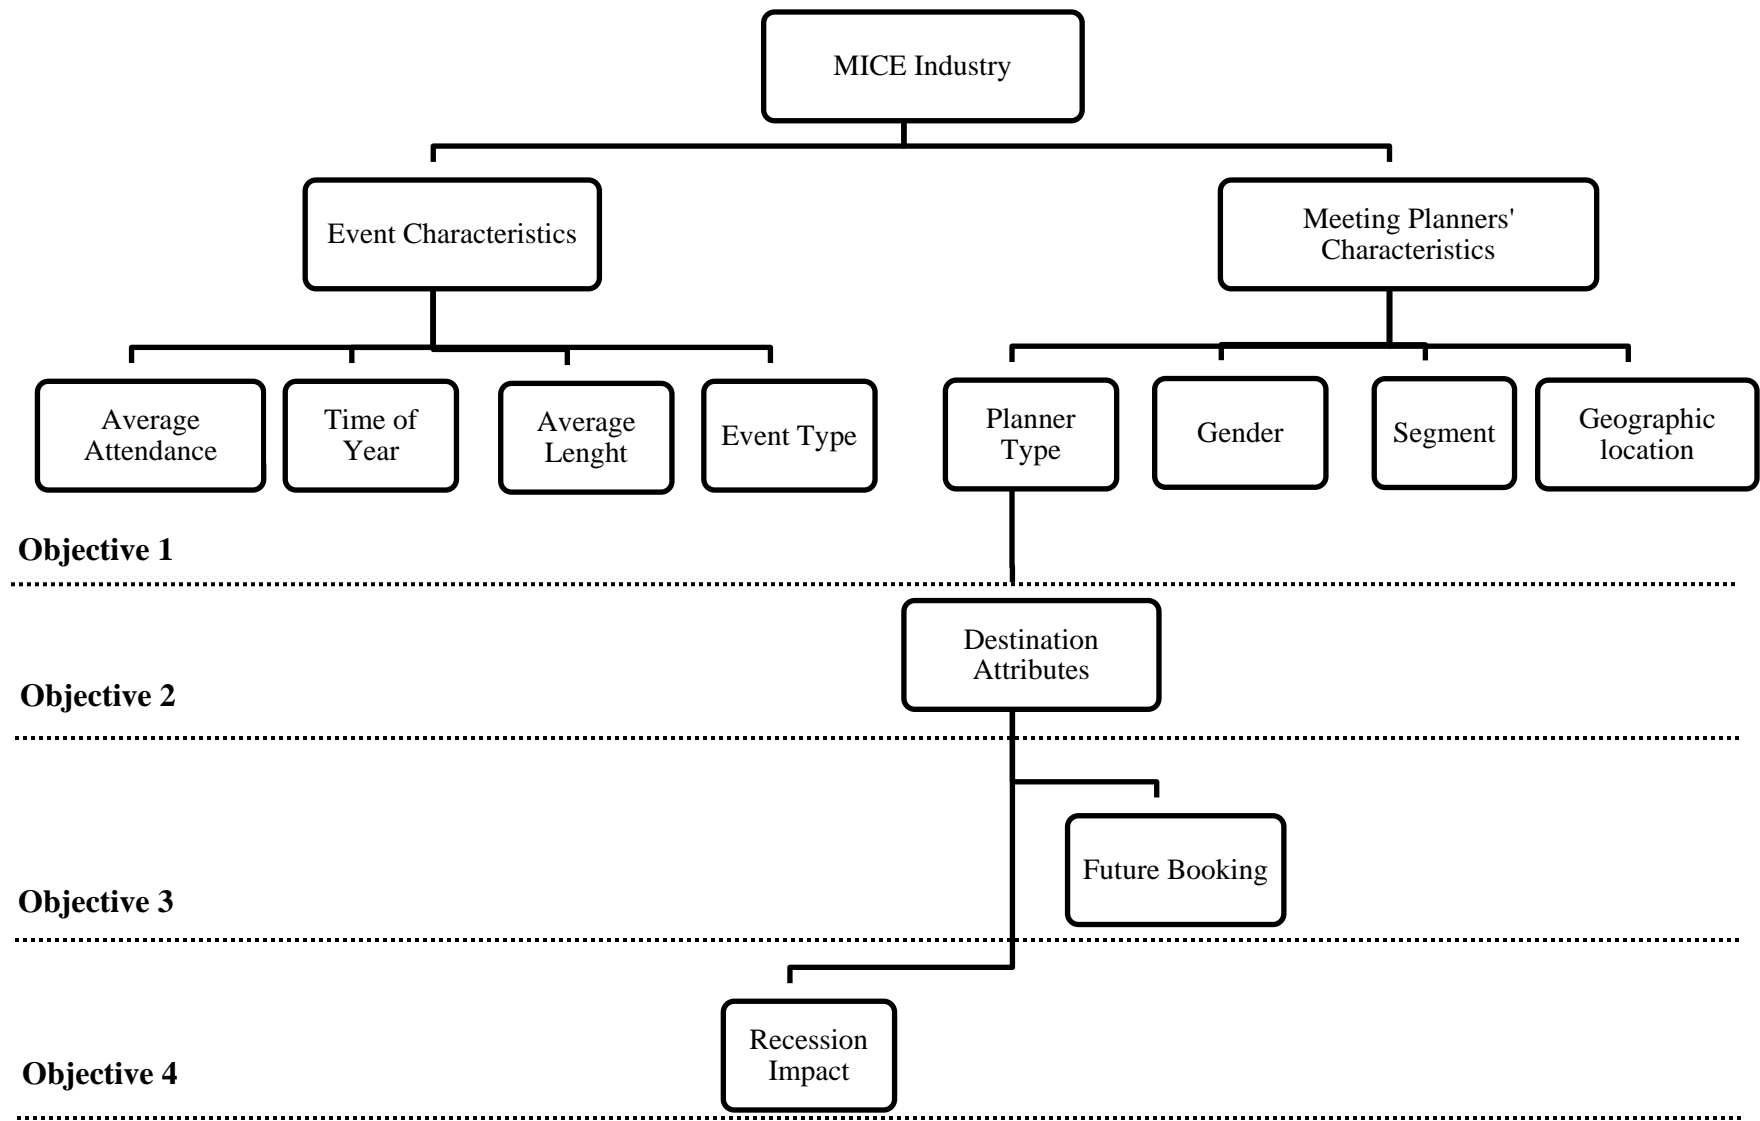 MICE Industry
Event Characteristics
Meeting Planners'
Characteristics
Average
Attendance
Time of
Year
Average
Lenght
Event Type
Planner
Type
Gender
Segment
Geographic
location
Objective 1
Destination
Attributes
Objective 2
Future Booking
Objective 3
Recession
Impact
Objective 4